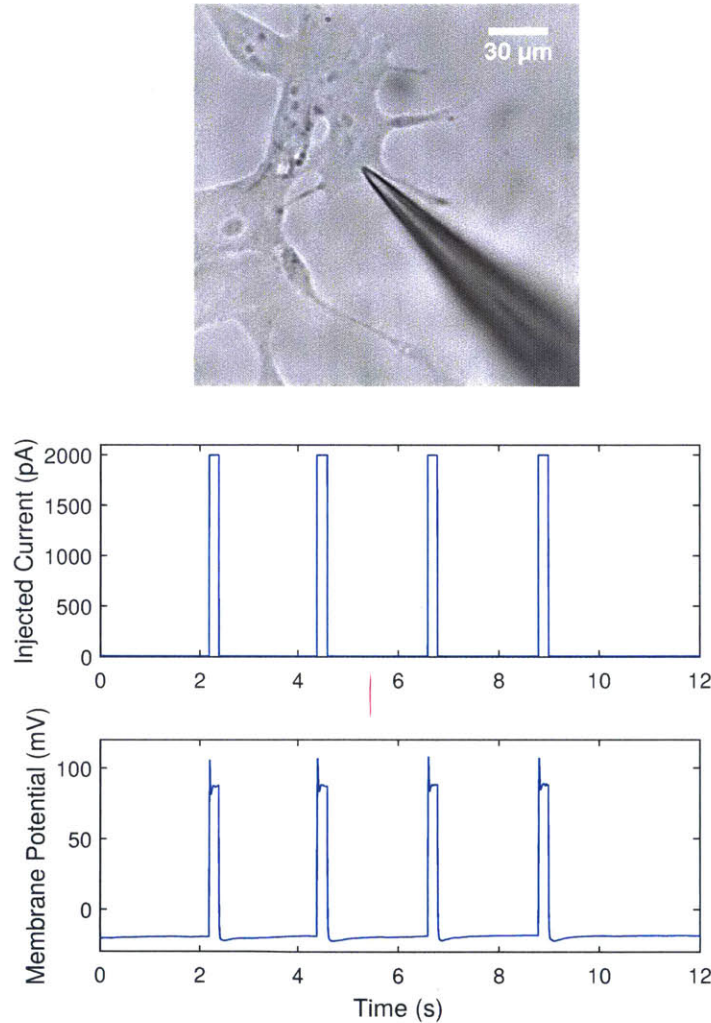 30 μm
Injected Current (pA)
2000
1500
1000
500
0
0 2 4 6 8 10 12
Membrane Potential (mV)
100
50
0
0 2 4 6 8 10 12
Time (s)